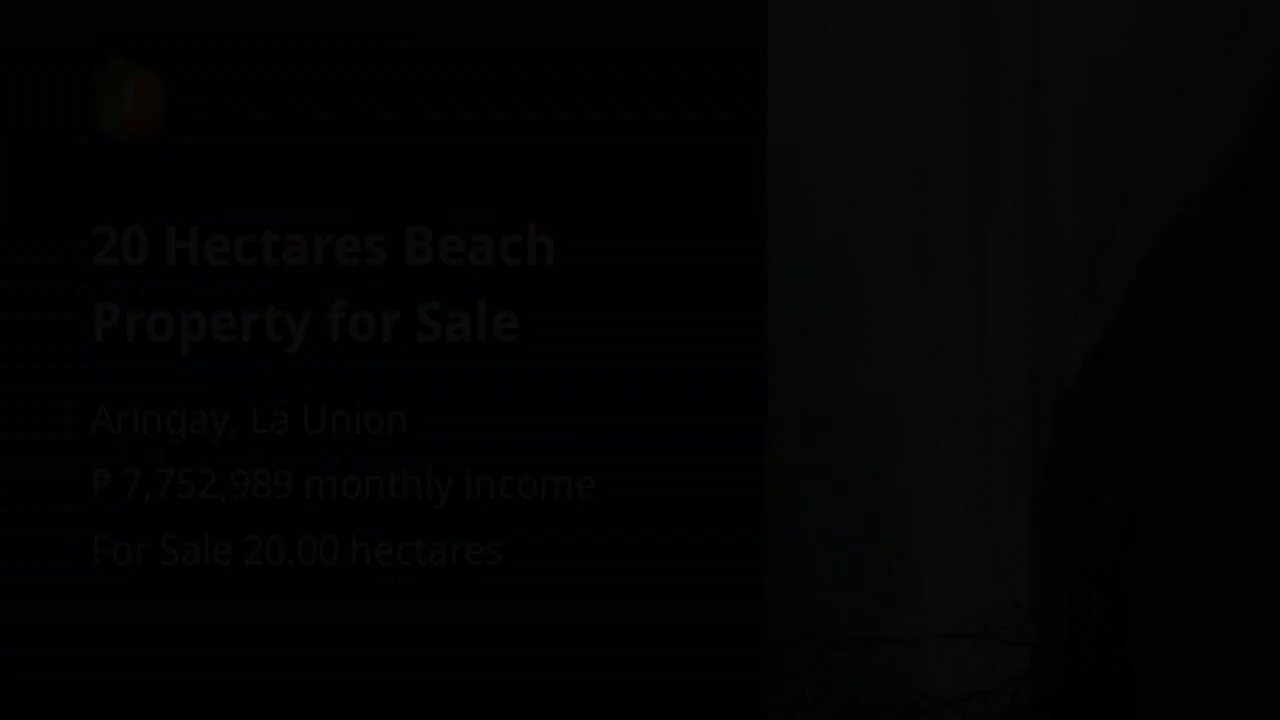 20 Hectares Beach
Property for Sale
Aringay, La Union
₱ 7,752,989 monthly income
For Sale 20.00 hectares